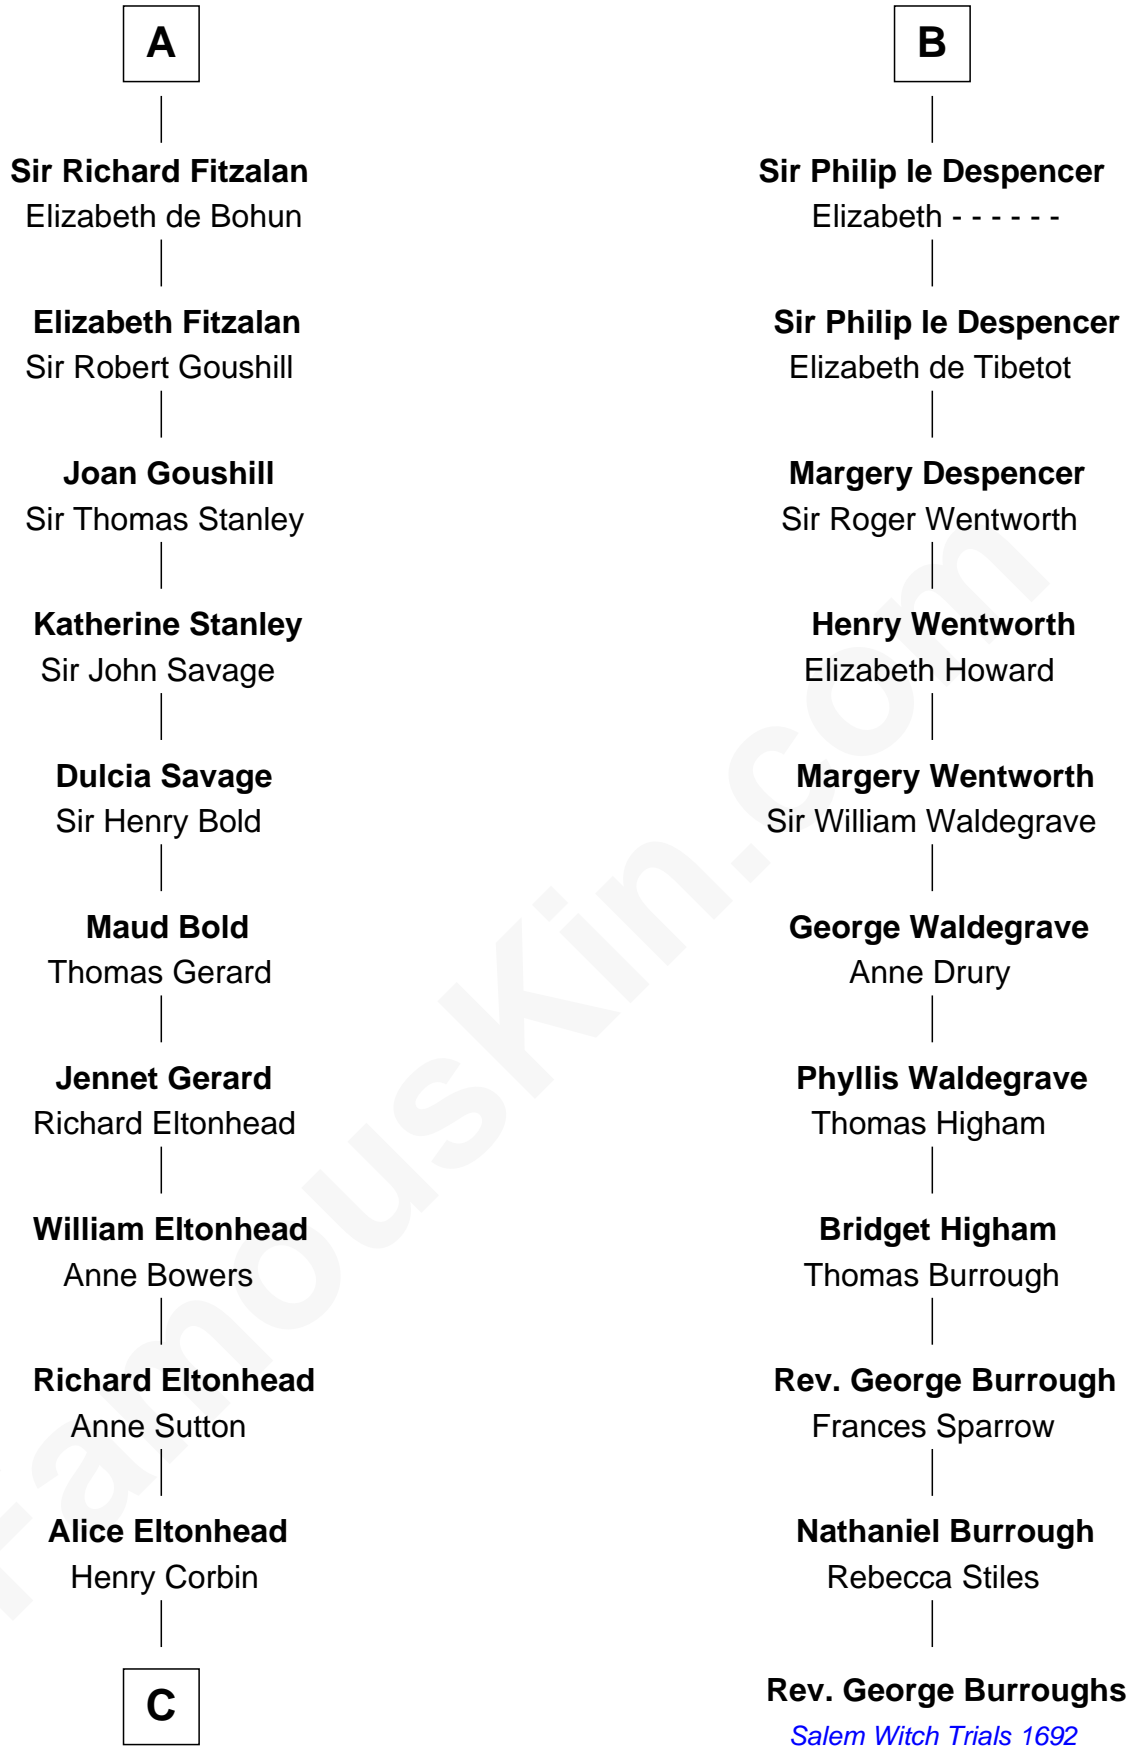 A
Sir Richard Fitzalan
Elizabeth de Bohun
Elizabeth Fitzalan
Sir Robert Goushill
Joan Goushill
Sir Thomas Stanley
Katherine Stanley
Sir John Savage
Dulcia Savage
Sir Henry Bold
Maud Bold
Thomas Gerard
Jennet Gerard
Richard Eltonhead
William Eltonhead
Anne Bowers
Richard Eltonhead
Anne Sutton
Alice Eltonhead
Henry Corbin
C
B
Sir Philip le Despencer
Elizabeth - - - - - -
Sir Philip le Despencer
Elizabeth de Tibetot
Margery Despencer
Sir Roger Wentworth
Henry Wentworth
Elizabeth Howard
Margery Wentworth
Sir William Waldegrave
George Waldegrave
Anne Drury
Phyllis Waldegrave
Thomas Higham
Bridget Higham
Thomas Burrough
Rev. George Burrough
Frances Sparrow
Nathaniel Burrough
Rebecca Stiles
Rev. George Burroughs
Salem Witch Trials 1692
FamousKin.com